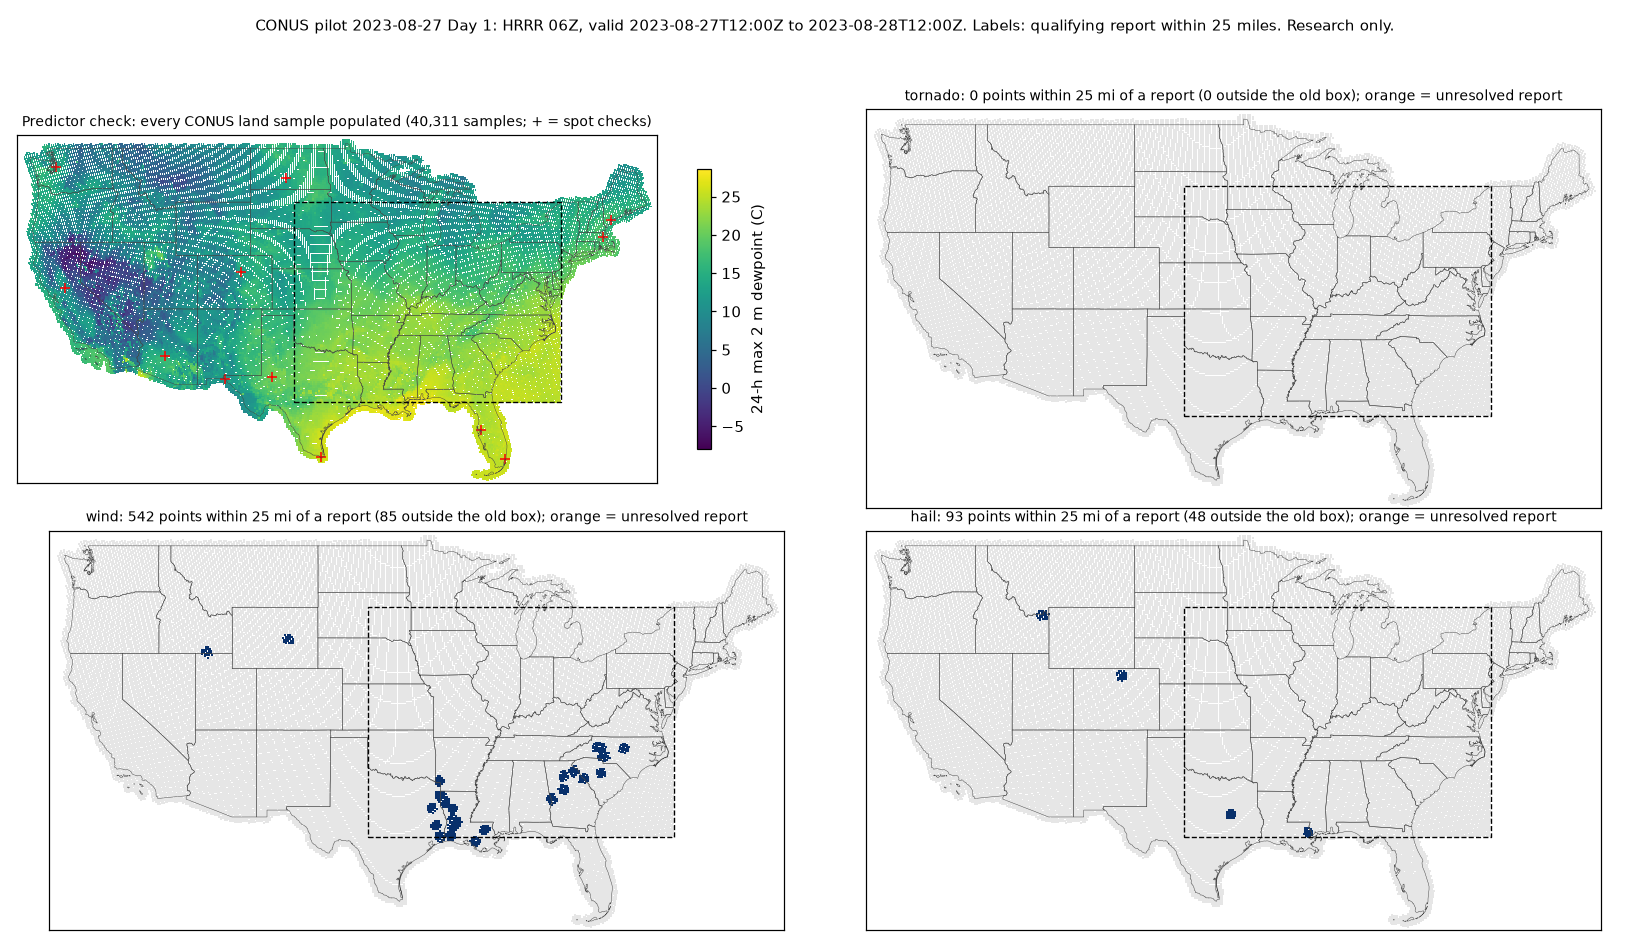 CONUS pilot 2023-08-27 Day 1: HRRR 06Z, valid 2023-08-27T12:00Z to 2023-08-28T12:00Z. Labels: qualifying report within 25 miles. Research only.
Predictor check: every CONUS land sample populated (40,311 samples; + = spot checks)
25
20
15
10
5
0
−5
24-h max 2 m dewpoint (C)
tornado: 0 points within 25 mi of a report (0 outside the old box); orange = unresolved report
wind: 542 points within 25 mi of a report (85 outside the old box); orange = unresolved report
hail: 93 points within 25 mi of a report (48 outside the old box); orange = unresolved report